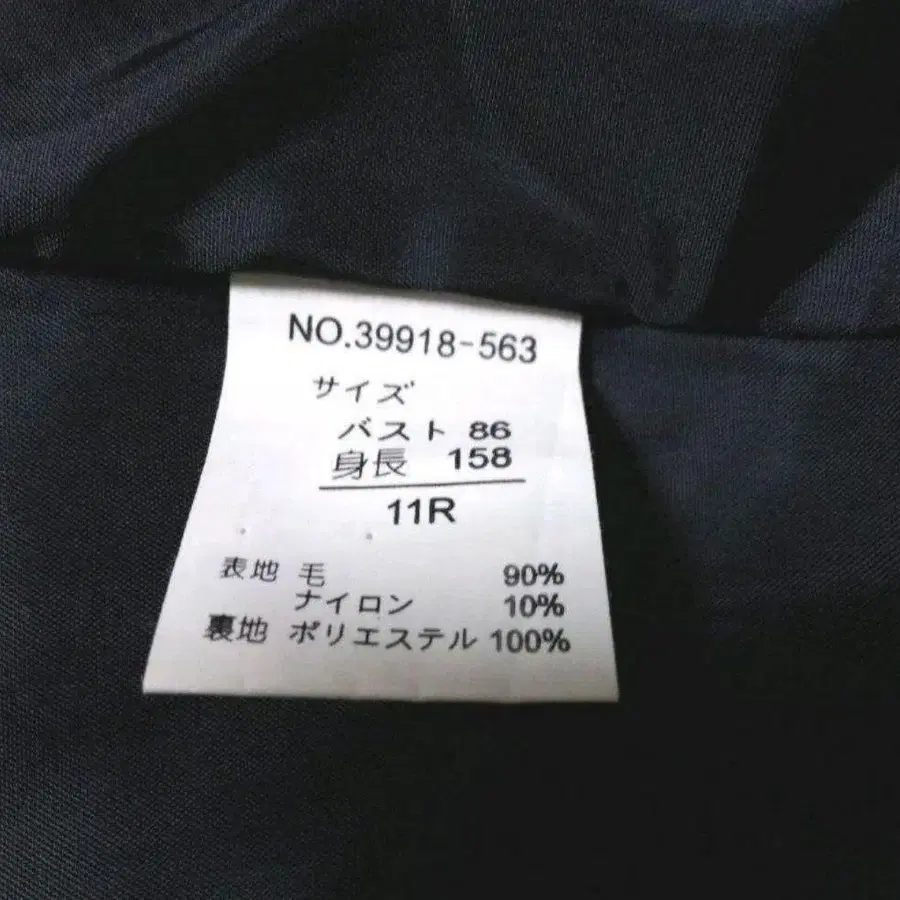 NO.39918-563
サイズ
バスト 86
身長 158
11R
表地 毛 90%
ナイロン 10%
裏地 ポリエステル 100%